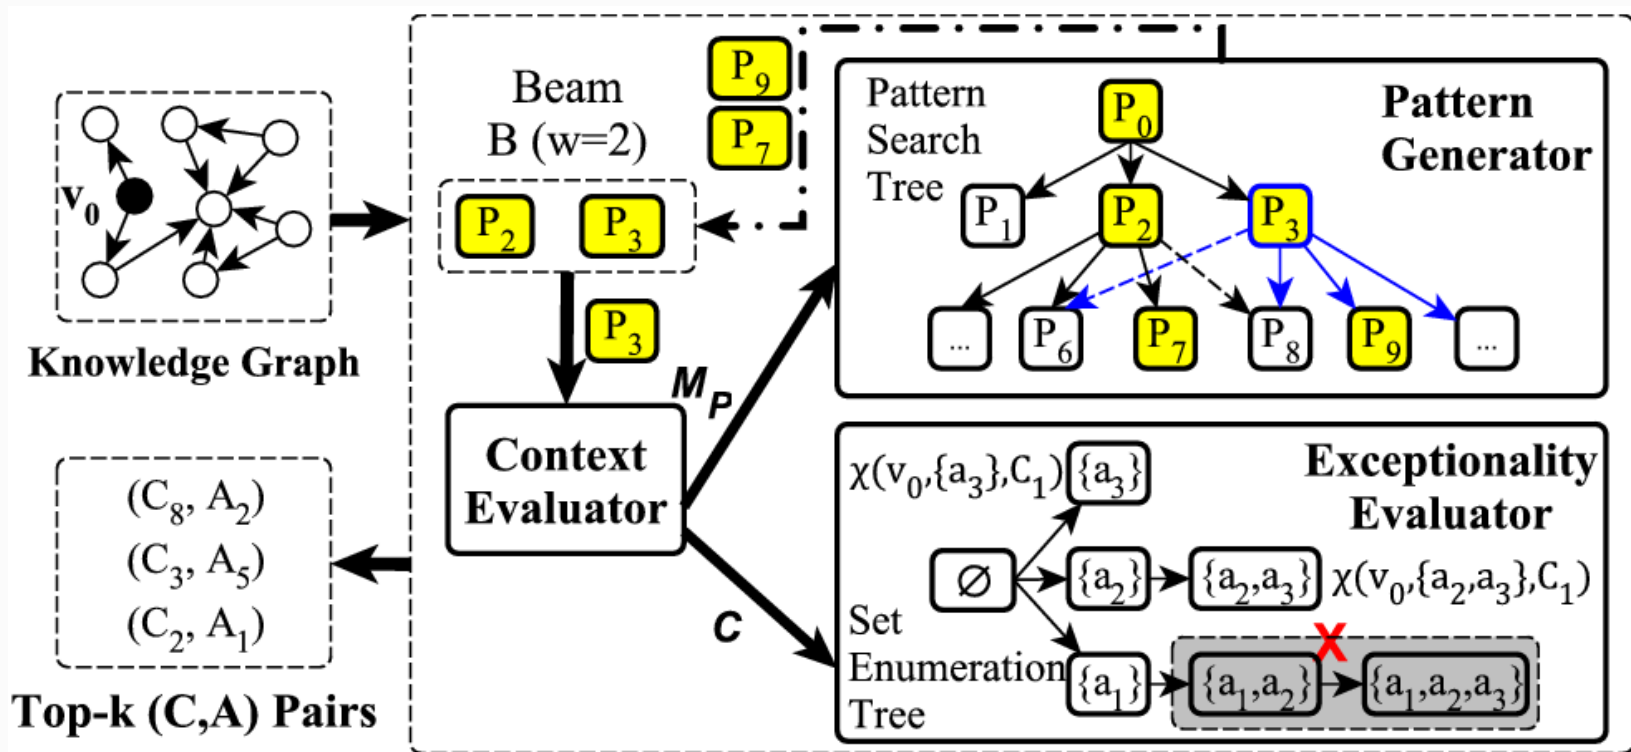 v₀
Knowledge Graph
(C₈, A₂)
(C₃, A₅)
(C₂, A₁)
Top-k (C,A) Pairs
Beam
B (w=2)
P₉
P₇
P₂
P₃
P₃
Context
Evaluator
M_P
C
Pattern
Search
Tree
Pattern
Generator
P₀
P₁
P₂
P₃
...
P₆
P₇
P₈
P₉
...
Exceptionality
Evaluator
χ(v₀,{a₃},C₁)
{a₃}
∅
{a₂}
{a₂,a₃}
χ(v₀,{a₂,a₃},C₁)
Set
Enumeration
Tree
{a₁}
{a₁,a₂}
X
{a₁,a₂,a₃}